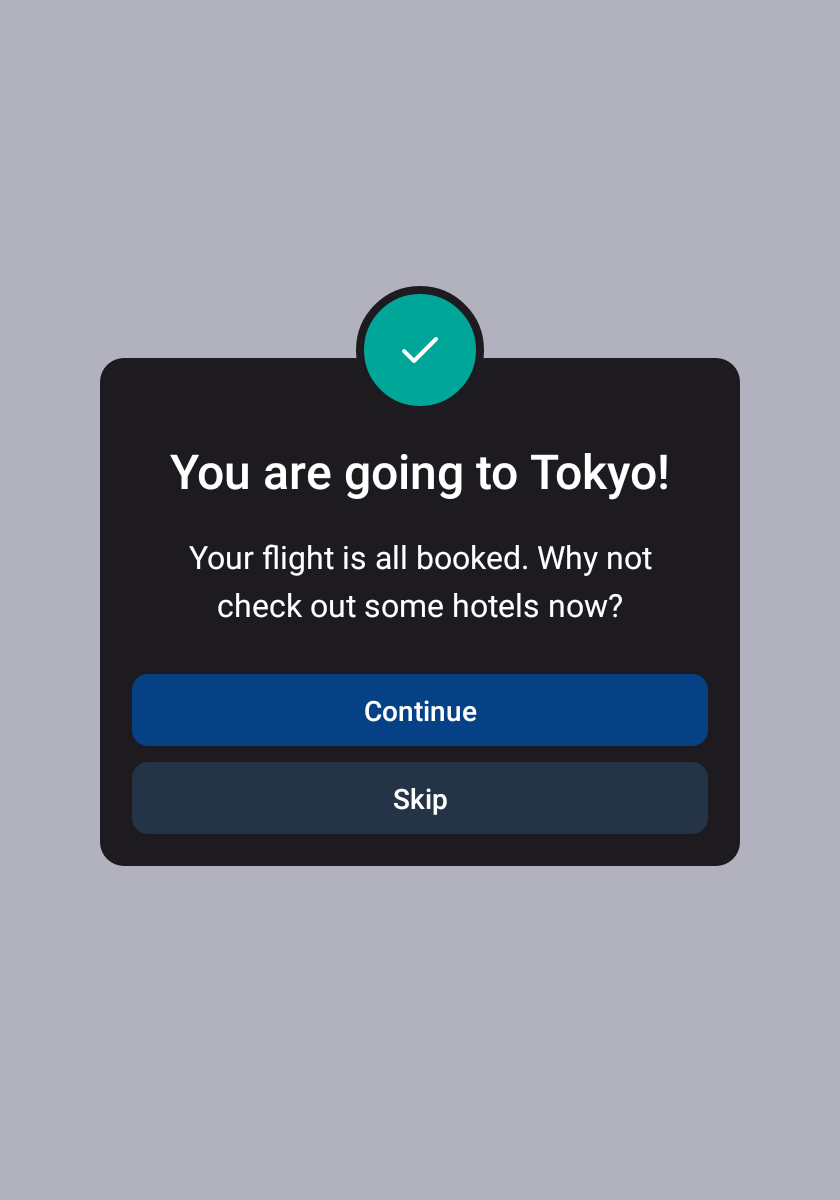 You are going to Tokyo!
Your flight is all booked. Why not
check out some hotels now?
Continue
Skip